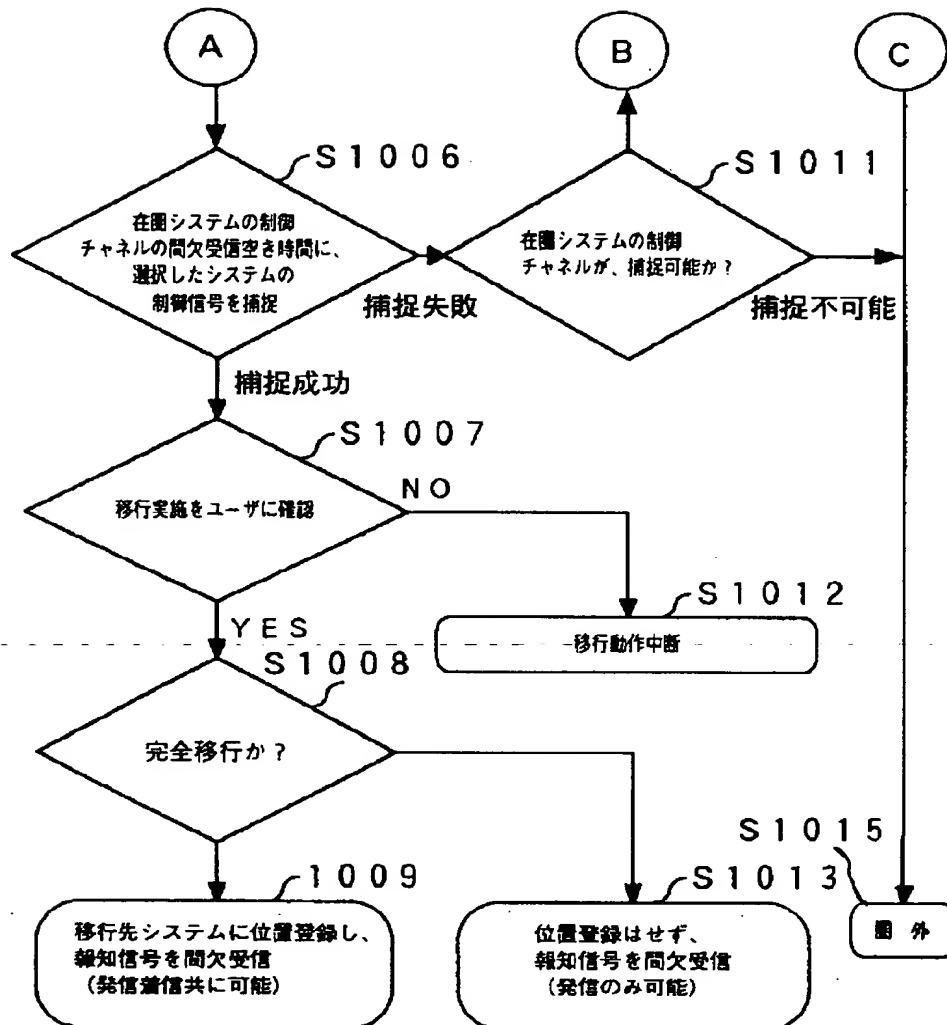 A
B
C
S1006
在圏システムの制御
チャネルの間欠受信空き時間に、
選択したシステムの
制御信号を捕捉
捕捉失敗
S1011
在圏システムの制御
チャネルが、捕捉可能か？
捕捉不可能
捕捉成功
S1007
移行実施をユーザに確認
NO
S1012
移行動作中断
YES
S1008
完全移行か？
1009
移行先システムに位置登録し、
報知信号を間欠受信
（発信着信共に可能）
S1013
位置登録はせず、
報知信号を間欠受信
（発信のみ可能）
S1015
圏 外